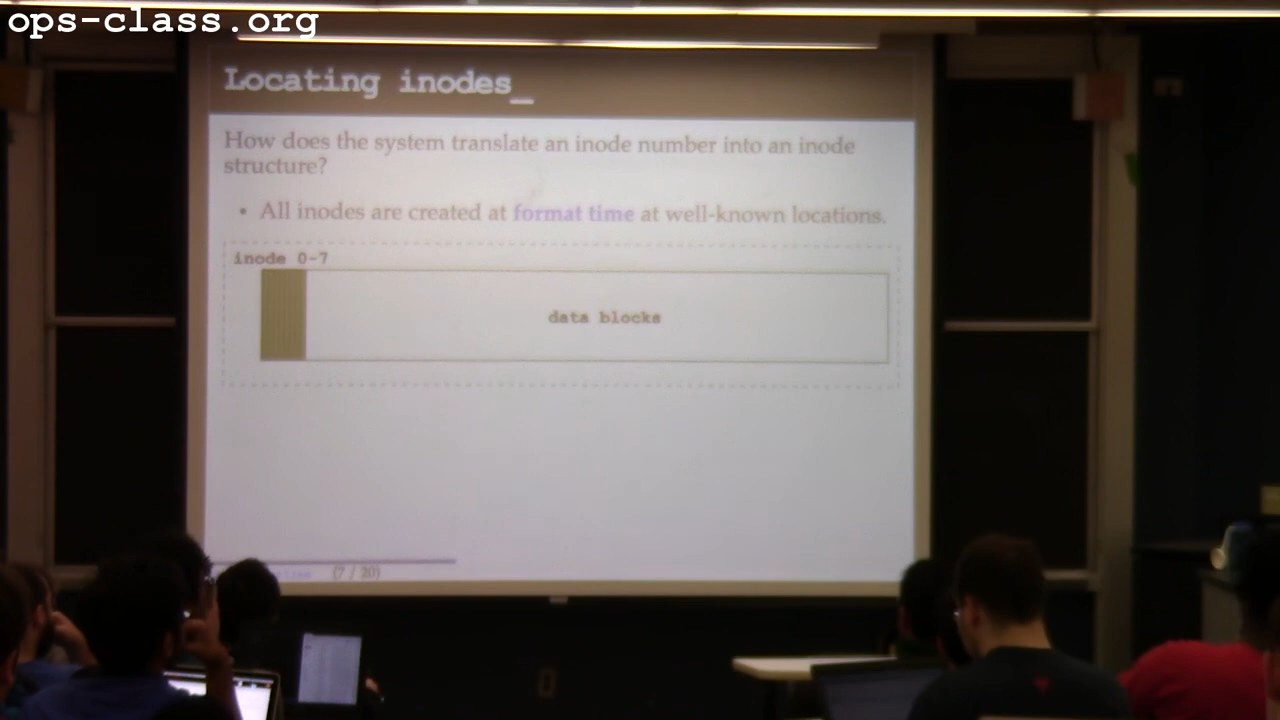 ops-class.org
Locating inodes_
How does the system translate an inode number into an inode
structure?
• All inodes are created at format time at well-known locations.
inode 0-7
data blocks
(7 / 20)